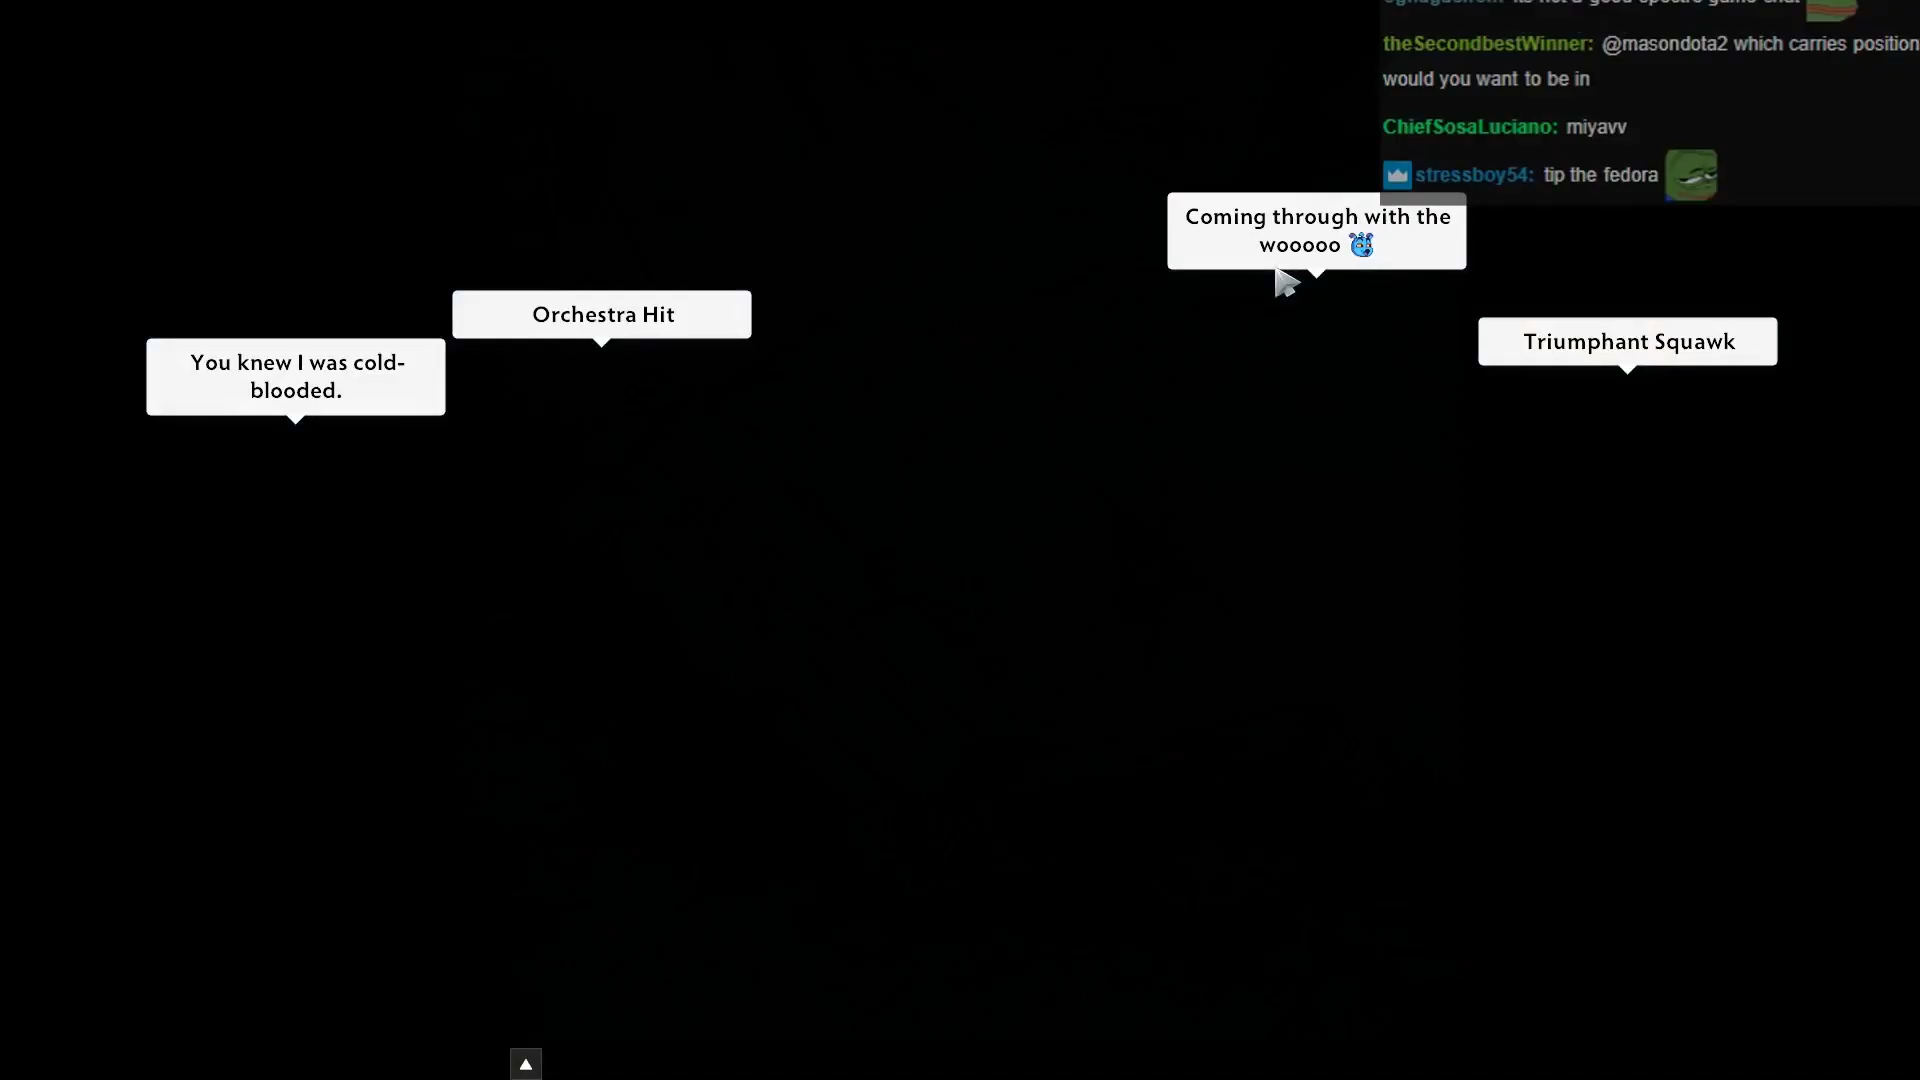 theSecondbestWinner: @masondota2 which carries position
would you want to be in
ChiefSosaLuciano: miyavv
stressboy54: tip the fedora
Coming through with the
wooooo
Orchestra Hit
Triumphant Squawk
You knew I was cold-
blooded.